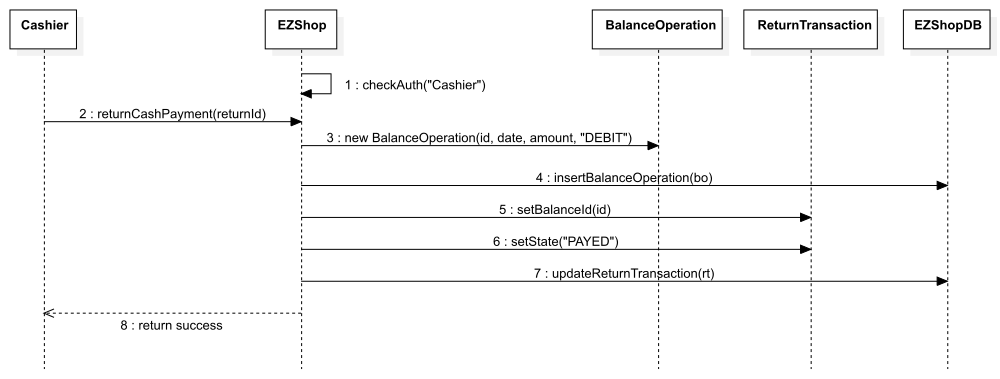 Cashier
EZShop
BalanceOperation
ReturnTransaction
EZShopDB
1 : checkAuth("Cashier")
2 : returnCashPayment(returnId)
3 : new BalanceOperation(id, date, amount, "DEBIT")
4 : insertBalanceOperation(bo)
5 : setBalanceId(id)
6 : setState("PAYED")
7 : updateReturnTransaction(rt)
8 : return success